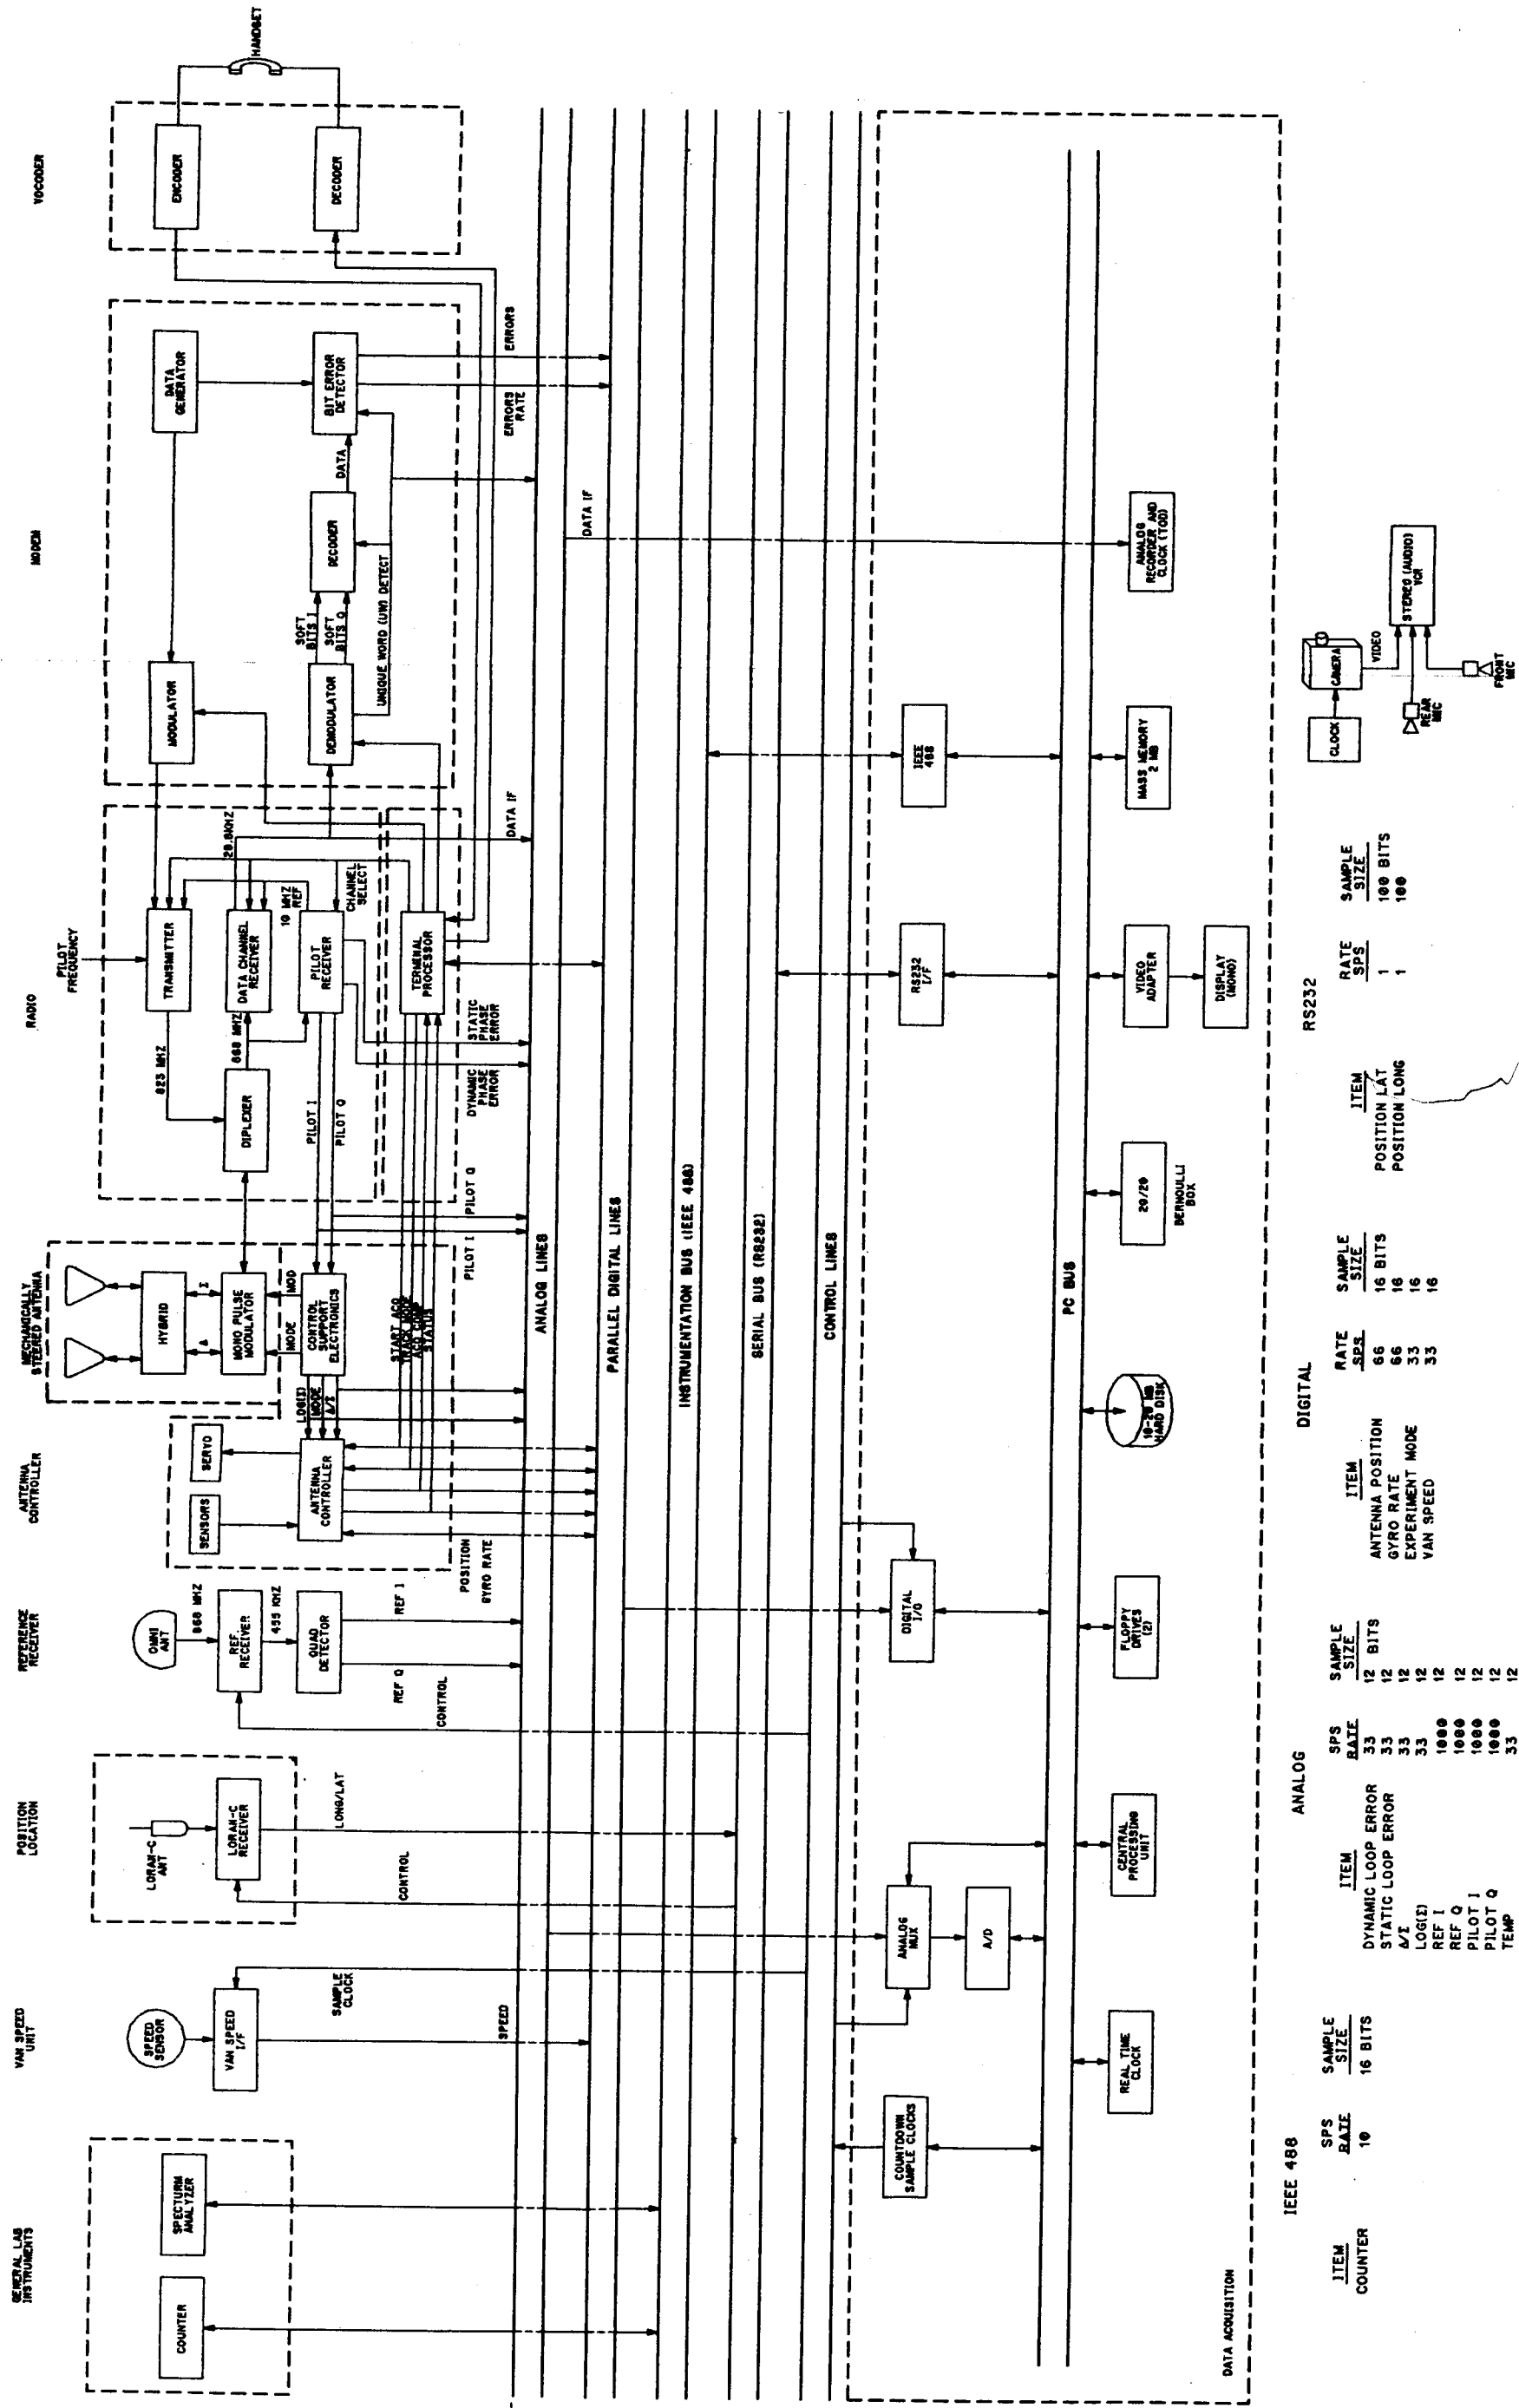 GENERAL LAB
INSTRUMENTS
VAN SPEED
UNIT
POSITION
LOCATION
REFERENCE
RECEIVER
ANTENNA
CONTROLLER
MECHANICALLY
STEERED ANTENNA
RADIO
MODEM
VOCODER
COUNTER
SPECTURM
ANALYZER
SPEED
SENSOR
VAN SPEED
I/F
SAMPLE
CLOCK
SPEED
LORAN-C
ANT
LORAN-C
RECEIVER
LONG/LAT
CONTROL
OMNI
ANT
868 MHZ
REF.
RECEIVER
455 KHZ
QUAD
DETECTOR
REF Q
REF I
CONTROL
SENSORS
SERVO
ANTENNA
CONTROLLER
POSITION
GYRO RATE
LOG(Σ)
MODE
Δ/Σ
HYBRID
Δ
Σ
MONO PULSE
MODULATOR
MODE
MOD
CONTROL
SUPPORT
ELECTRONICS
START ACQ
TRACK MODE
ACQ COMP
STATUS
PILOT I
PILOT Q
PILOT I
PILOT Q
PILOT
FREQUENCY
823 MHZ
TRANSMITTER
DIPLEXER
868 MHZ
DATA CHANNEL
RECEIVER
28.8KHZ
10 MHZ
REF
PILOT
RECEIVER
CHANNEL
SELECT
TERMINAL
PROCESSOR
DYNAMIC
PHASE
ERROR
STATIC
PHASE
ERROR
DATA IF
MODULATOR
DATA
GENERATOR
DEMODULATOR
SOFT
BITS I
SOFT
BITS Q
DECODER
DATA
BIT ERROR
DETECTOR
UNIQUE WORD (UW) DETECT
ERRORS
RATE
ERRORS
ENCODER
DECODER
HANDSET
ANALOG LINES
DATA IF
PARALLEL DIGITAL LINES
INSTRUMENTATION BUS (IEEE 488)
SERIAL BUS (RS232)
CONTROL LINES
COUNTDOWN
SAMPLE CLOCKS
ANALOG
MUX
A/D
DIGITAL
I/O
RS232
I/F
IEEE
488
PC BUS
REAL TIME
CLOCK
CENTRAL
PROCESSING
UNIT
FLOPPY
DRIVES
(2)
10-20 MB
HARD DISK
20/20
BERNOULLI
BOX
VIDEO
ADAPTER
DISPLAY
(MONO)
MASS MEMORY
2 MB
ANALOG
RECORDER AND
CLOCK (TOD)
DATA ACQUISITION
IEEE 488
ITEM
SPS
RATE
SAMPLE
SIZE
COUNTER 10 16 BITS
ANALOG
ITEM
SPS
RATE
SAMPLE
SIZE
DYNAMIC LOOP ERROR 33 12 BITS
STATIC LOOP ERROR 33 12
Δ/Σ 33 12
LOG(Σ) 33 12
REF I 1000 12
REF Q 1000 12
PILOT I 1000 12
PILOT Q 1000 12
TEMP 33 12
DIGITAL
ITEM
RATE
SPS
SAMPLE
SIZE
ANTENNA POSITION 66 16 BITS
GYRO RATE 66 16
EXPERIMENT MODE 33 16
VAN SPEED 33 16
RS232
ITEM
RATE
SPS
SAMPLE
SIZE
POSITION LAT 1 100 BITS
POSITION LONG 1 100
CLOCK
CAMERA
VIDEO
REAR
MIC
FRONT
MIC
STEREO (AUDIO)
VCR